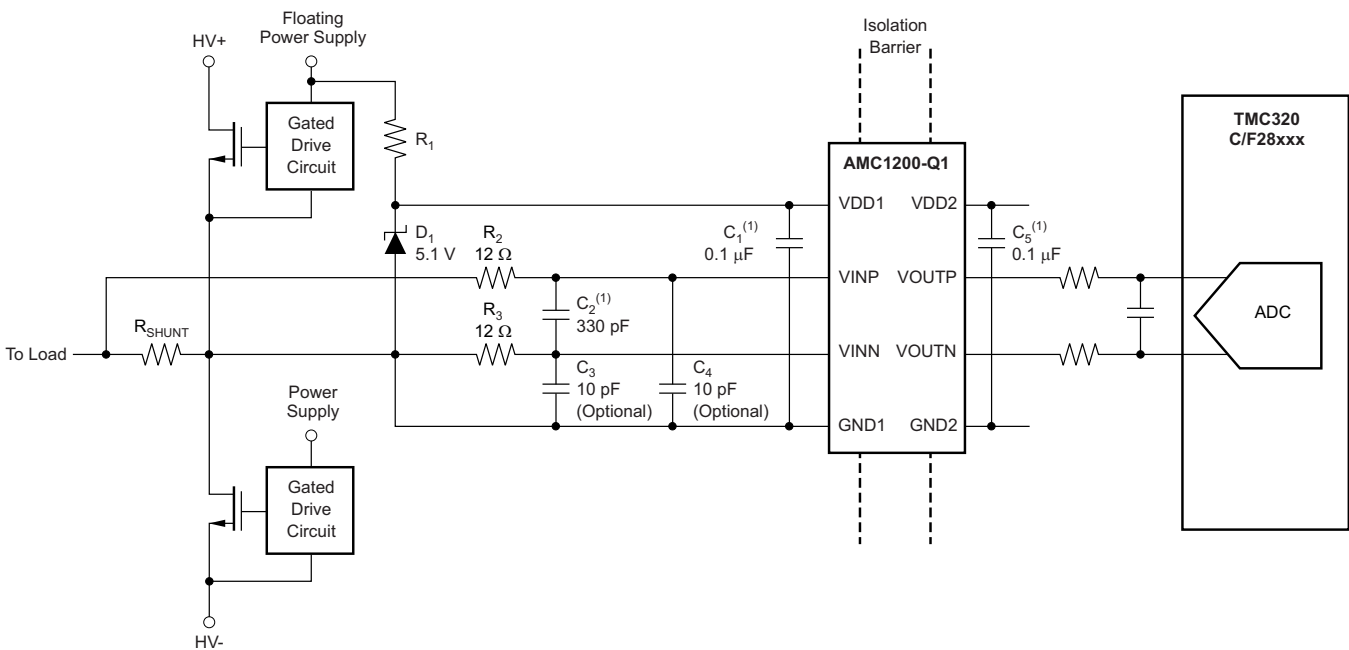 Floating
Power Supply
HV+
Isolation
Barrier
Gated
Drive
Circuit
R1
TMC320
C/F28xxx
AMC1200-Q1
VDD1 VDD2
D1
5.1 V
R2
12 Ω
C1(1)
0.1 μF
C5(1)
0.1 μF
VINP VOUTP
C2(1)
330 pF
R3
12 Ω
ADC
To Load
RSHUNT
VINN VOUTN
C3
10 pF
(Optional)
C4
10 pF
(Optional)
Power
Supply
GND1 GND2
Gated
Drive
Circuit
HV-